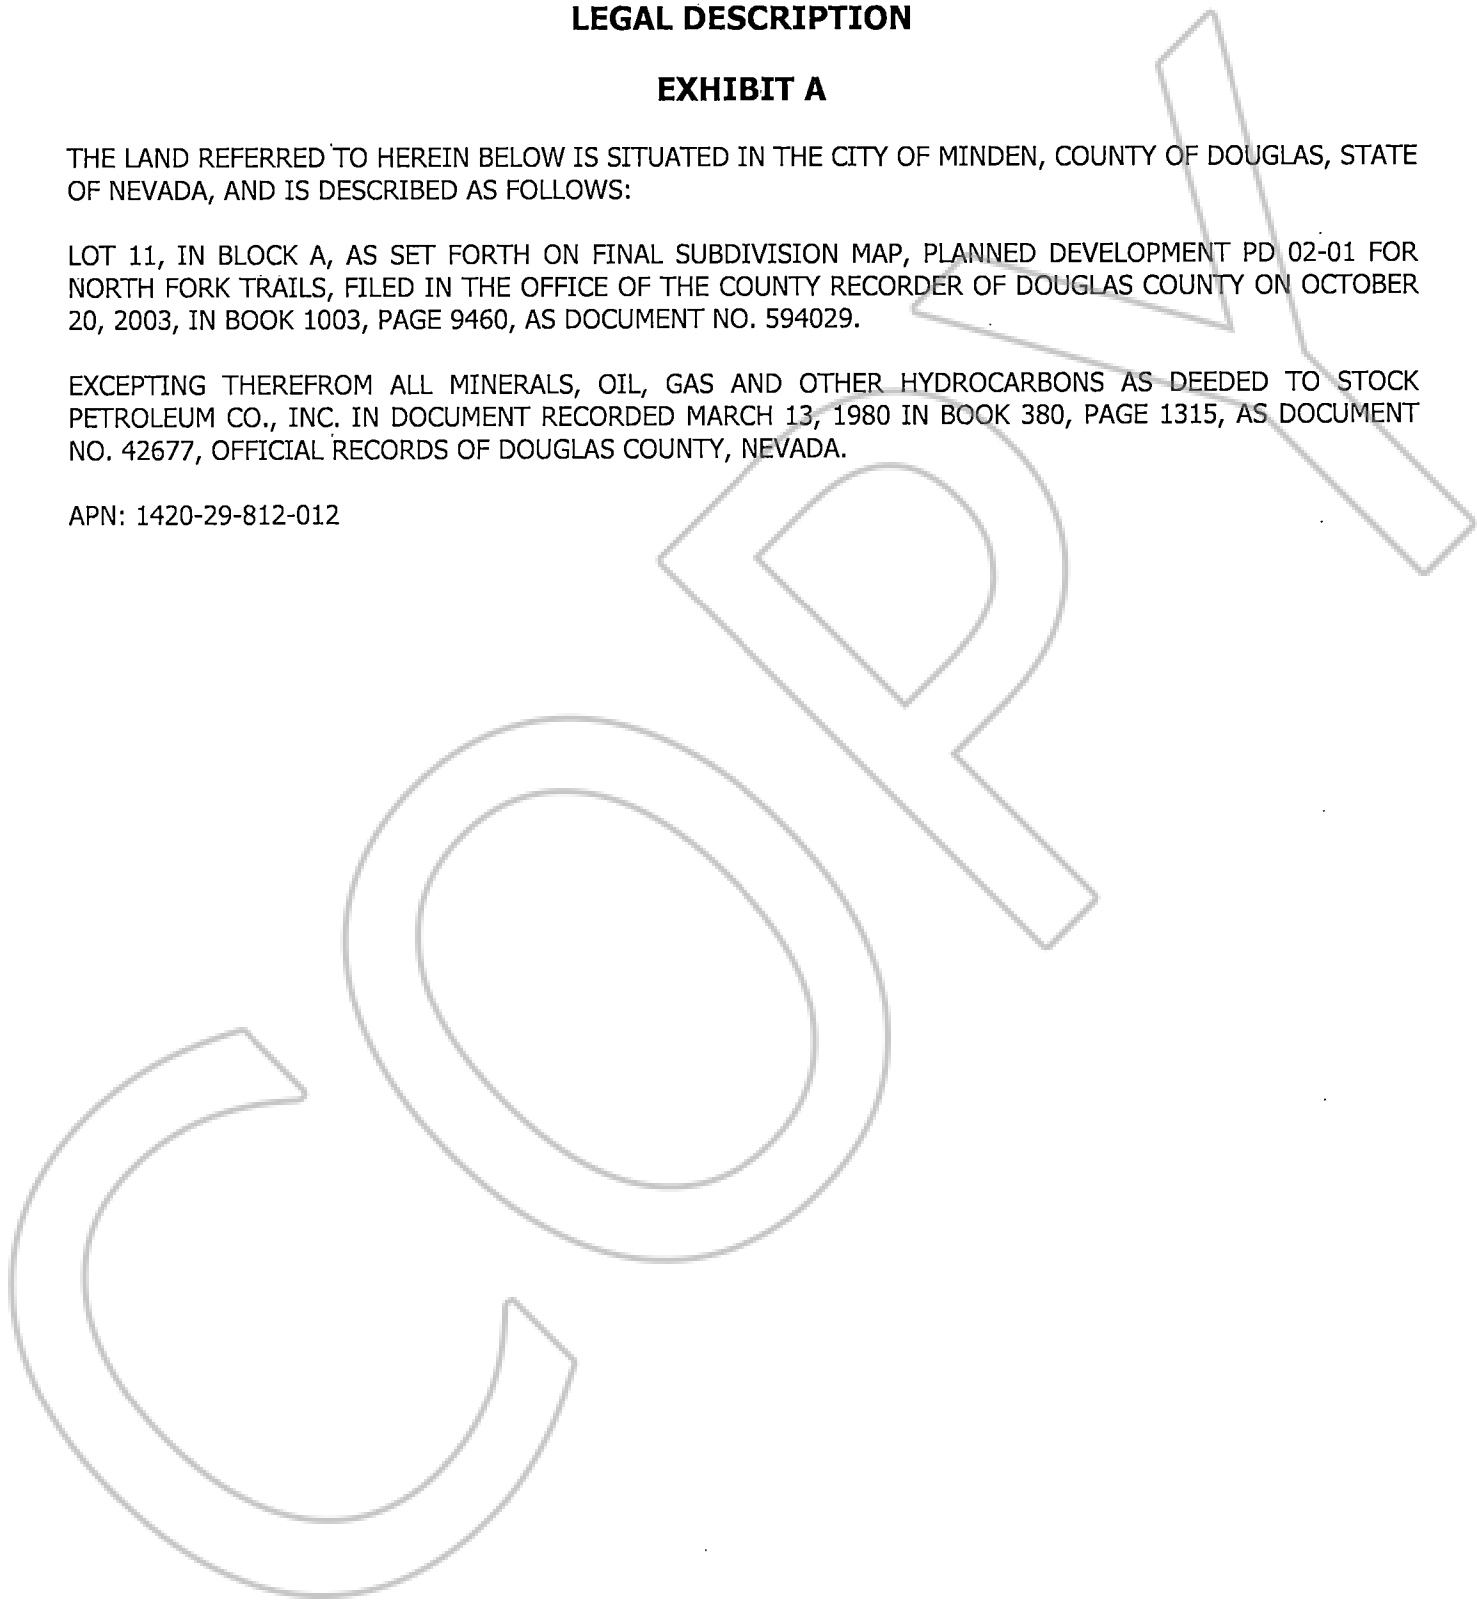 LEGAL DESCRIPTION
EXHIBIT A
THE LAND REFERRED TO HEREIN BELOW IS SITUATED IN THE CITY OF MINDEN, COUNTY OF DOUGLAS, STATE
OF NEVADA, AND IS DESCRIBED AS FOLLOWS:
LOT 11, IN BLOCK A, AS SET FORTH ON FINAL SUBDIVISION MAP, PLANNED DEVELOPMENT PD 02-01 FOR
NORTH FORK TRAILS, FILED IN THE OFFICE OF THE COUNTY RECORDER OF DOUGLAS COUNTY ON OCTOBER
20, 2003, IN BOOK 1003, PAGE 9460, AS DOCUMENT NO. 594029.
EXCEPTING THEREFROM ALL MINERALS, OIL, GAS AND OTHER HYDROCARBONS AS DEEDED TO STOCK
PETROLEUM CO., INC. IN DOCUMENT RECORDED MARCH 13, 1980 IN BOOK 380, PAGE 1315, AS DOCUMENT
NO. 42677, OFFICIAL RECORDS OF DOUGLAS COUNTY, NEVADA.
APN: 1420-29-812-012
COPY